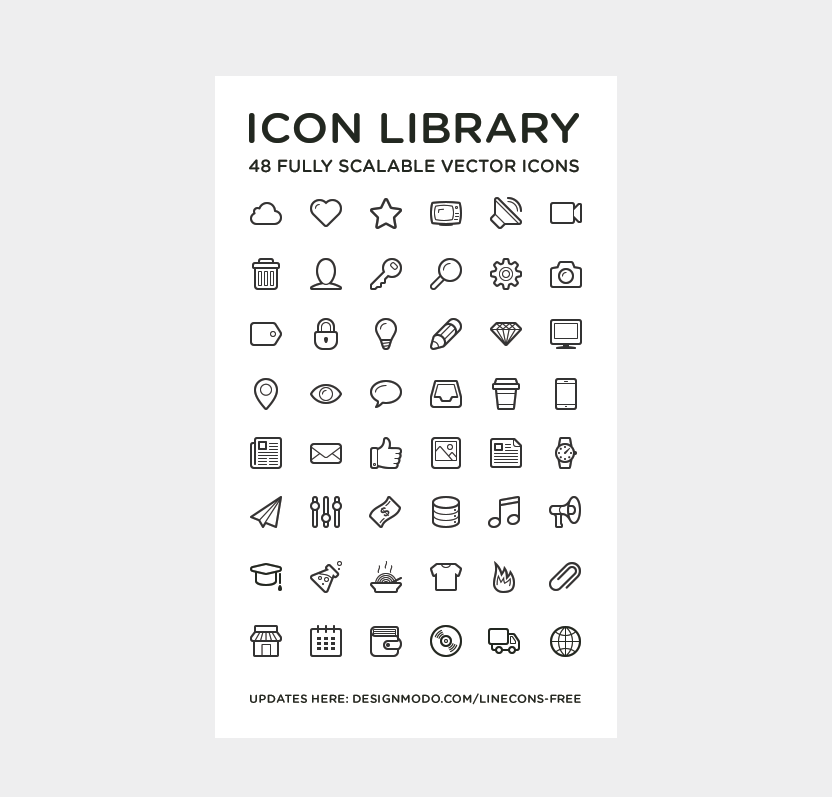 ICON LIBRARY
48 FULLY SCALABLE VECTOR ICONS
$
UPDATES HERE: DESIGNMODO.COM/LINECONS-FREE